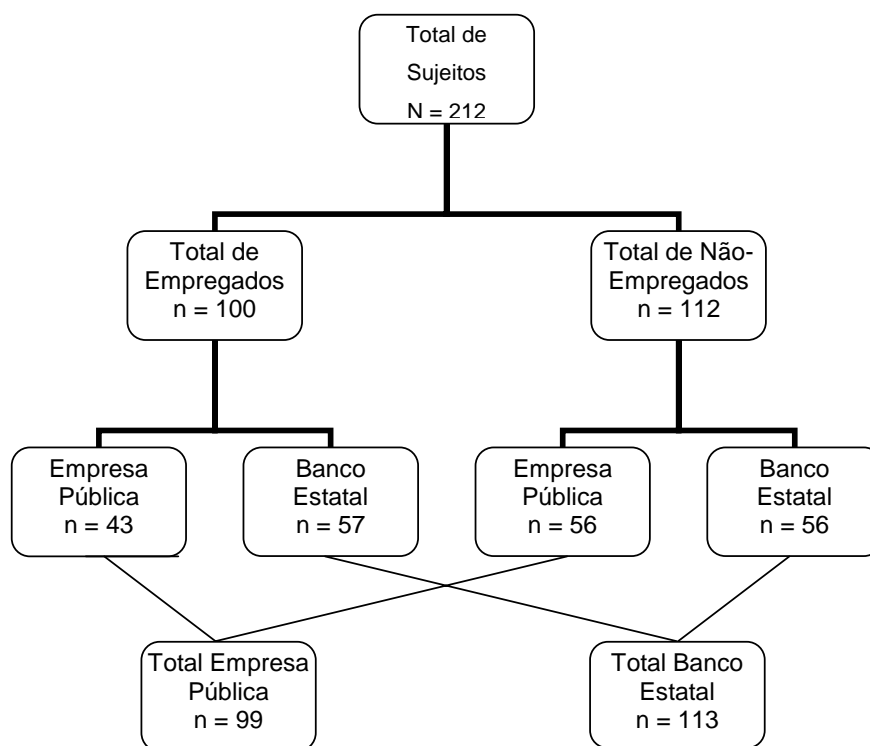 Total de
Sujeitos
N = 212
Total de
Empregados
n = 100
Total de Não-
Empregados
n = 112
Empresa
Pública
n = 43
Banco
Estatal
n = 57
Empresa
Pública
n = 56
Banco
Estatal
n = 56
Total Empresa
Pública
n = 99
Total Banco
Estatal
n = 113